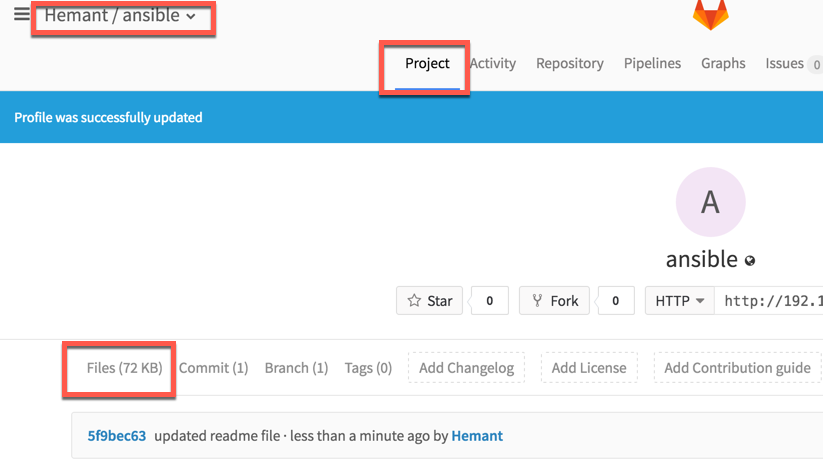 Hemant / ansible
Project Activity Repository Pipelines Graphs Issues 0
Profile was successfully updated
A
ansible
Star 0 Fork 0 HTTP http://192.1
Files (72 KB) Commit (1) Branch (1) Tags (0) Add Changelog Add License Add Contribution guide
5f9bec63 updated readme file · less than a minute ago by Hemant